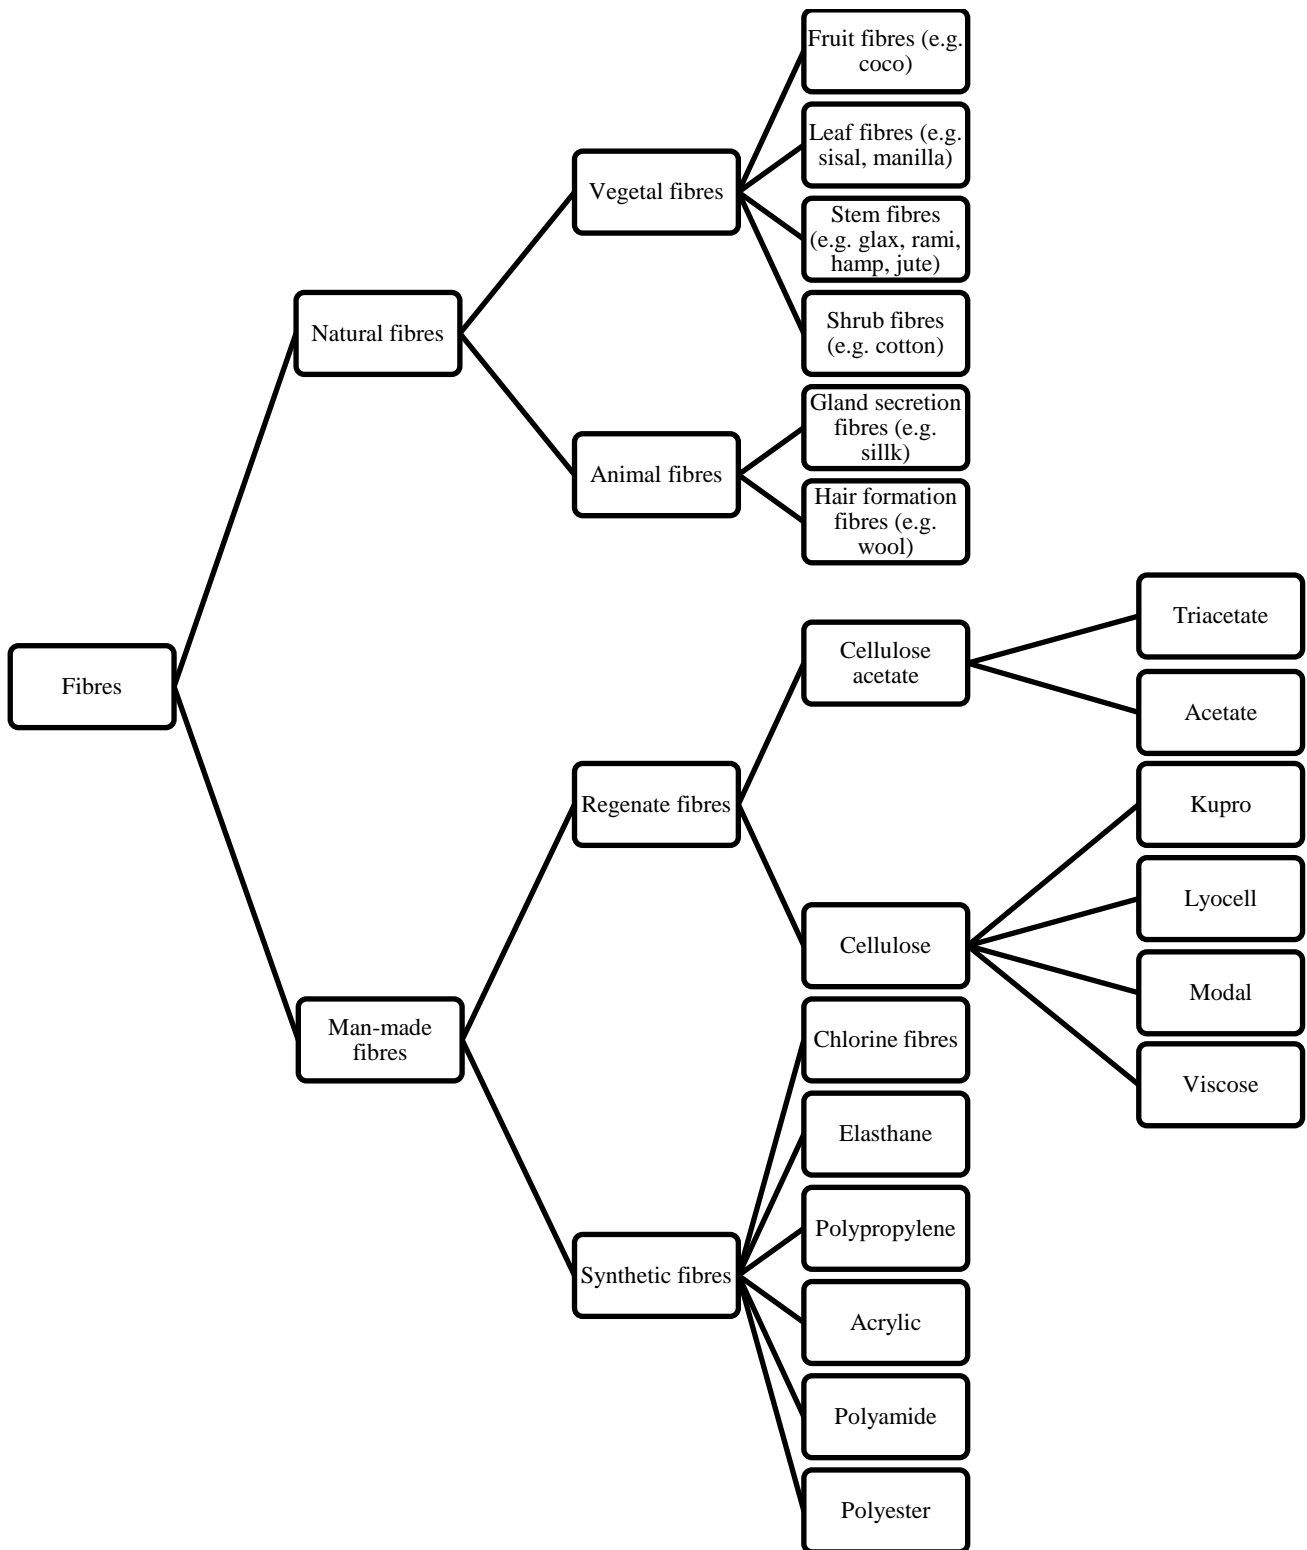 Fibres
Natural fibres
Vegetal fibres
Fruit fibres (e.g.
coco)
Leaf fibres (e.g.
sisal, manilla)
Stem fibres
(e.g. glax, rami,
hamp, jute)
Shrub fibres
(e.g. cotton)
Animal fibres
Gland secretion
fibres (e.g.
sillk)
Hair formation
fibres (e.g.
wool)
Man-made
fibres
Regenate fibres
Cellulose
acetate
Triacetate
Acetate
Cellulose
Kupro
Lyocell
Modal
Viscose
Synthetic fibres
Chlorine fibres
Elasthane
Polypropylene
Acrylic
Polyamide
Polyester